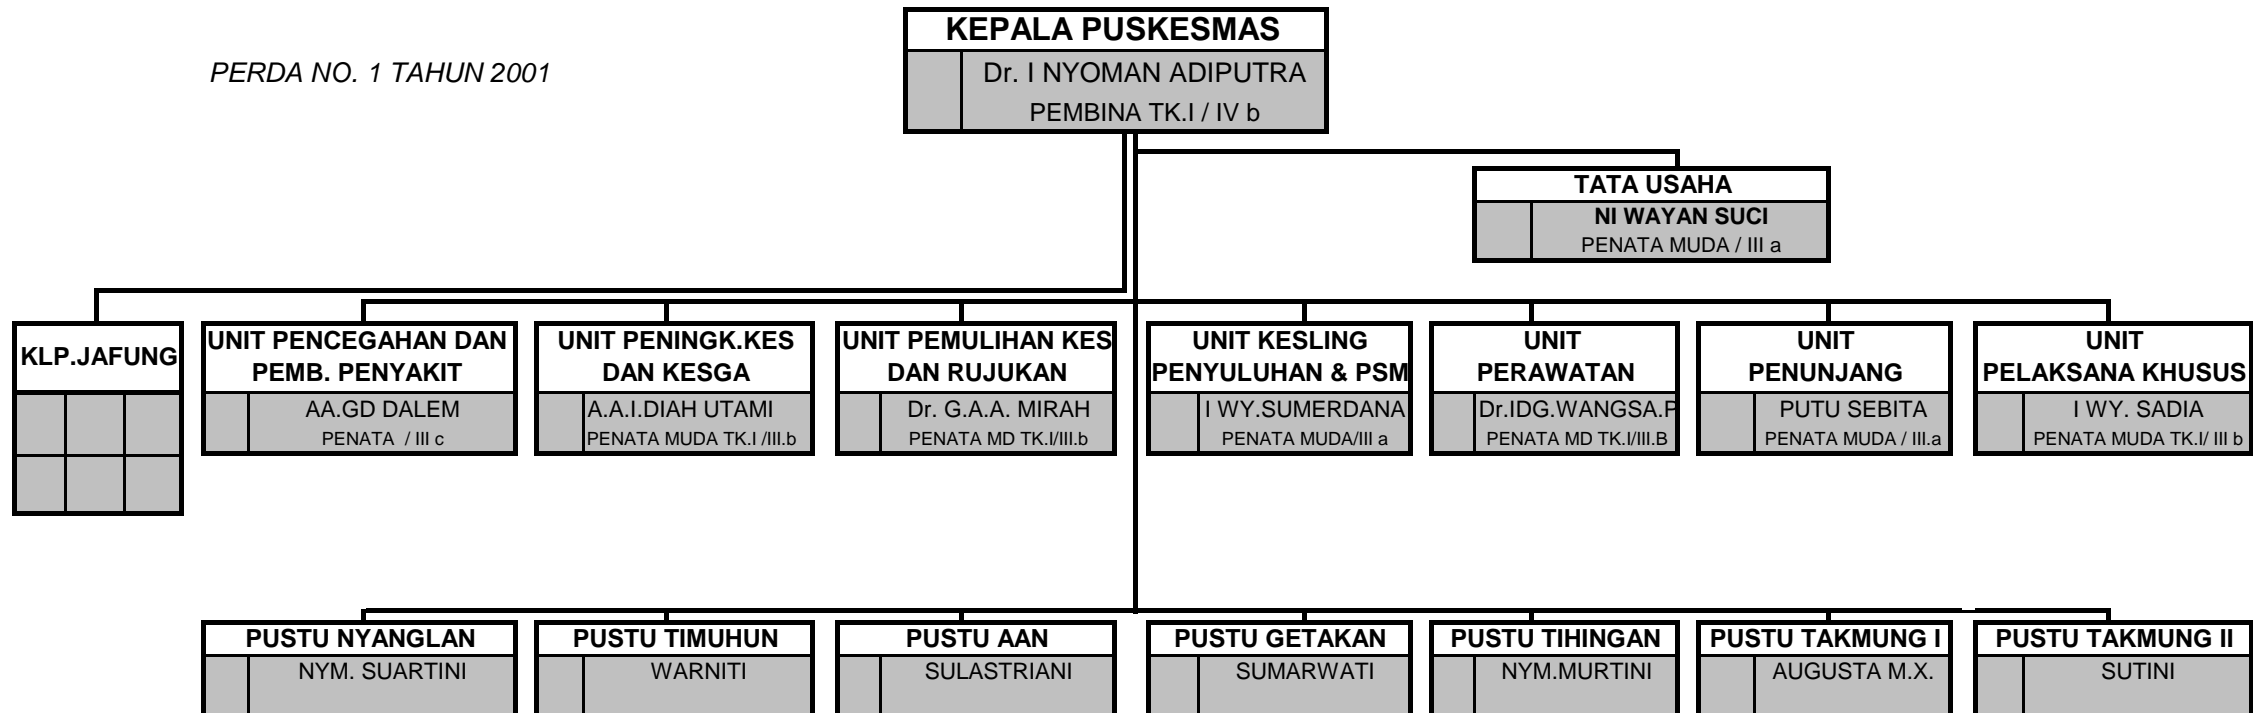 KEPALA PUSKESMAS
PERDA NO. 1 TAHUN 2001
Dr. I NYOMAN ADIPUTRA
PEMBINA TK.I / IV b
TATA USAHA
NI WAYAN SUCI
PENATA MUDA / III a
KLP.JAFUNG
UNIT PENCEGAHAN DAN
PEMB. PENYAKIT
AA.GD DALEM
PENATA / III c
UNIT PENINGK.KES
DAN KESGA
A.A.I.DIAH UTAMI
PENATA MUDA TK.I /III.b
UNIT PEMULIHAN KES
DAN RUJUKAN
Dr. G.A.A. MIRAH
PENATA MD TK.I/III.b
UNIT KESLING
PENYULUHAN & PSM
I WY.SUMERDANA
PENATA MUDA/III a
UNIT
PERAWATAN
Dr.IDG.WANGSA.P
PENATA MD TK.I/III.B
UNIT
PENUNJANG
PUTU SEBITA
PENATA MUDA / III.a
UNIT
PELAKSANA KHUSUS
I WY. SADIA
PENATA MUDA TK.I/ III b
PUSTU NYANGLAN
NYM. SUARTINI
PUSTU TIMUHUN
WARNITI
PUSTU AAN
SULASTRIANI
PUSTU GETAKAN
SUMARWATI
PUSTU TIHINGAN
NYM.MURTINI
PUSTU TAKMUNG I
AUGUSTA M.X.
PUSTU TAKMUNG II
SUTINI